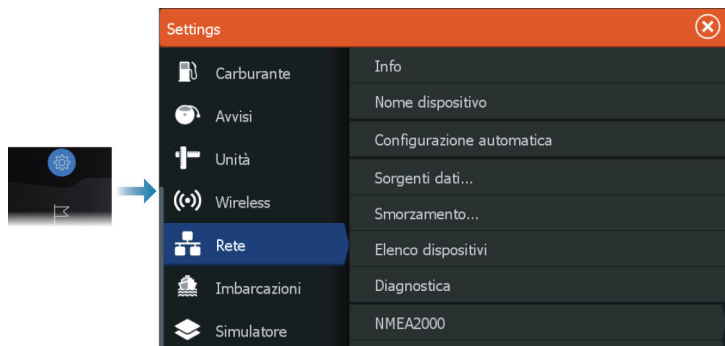 Settings
Carburante
Avvisi
Unità
Wireless
Rete
Imbarcazioni
Simulatore
Info
Nome dispositivo
Configurazione automatica
Sorgenti dati...
Smorzamento...
Elenco dispositivi
Diagnostica
NMEA2000